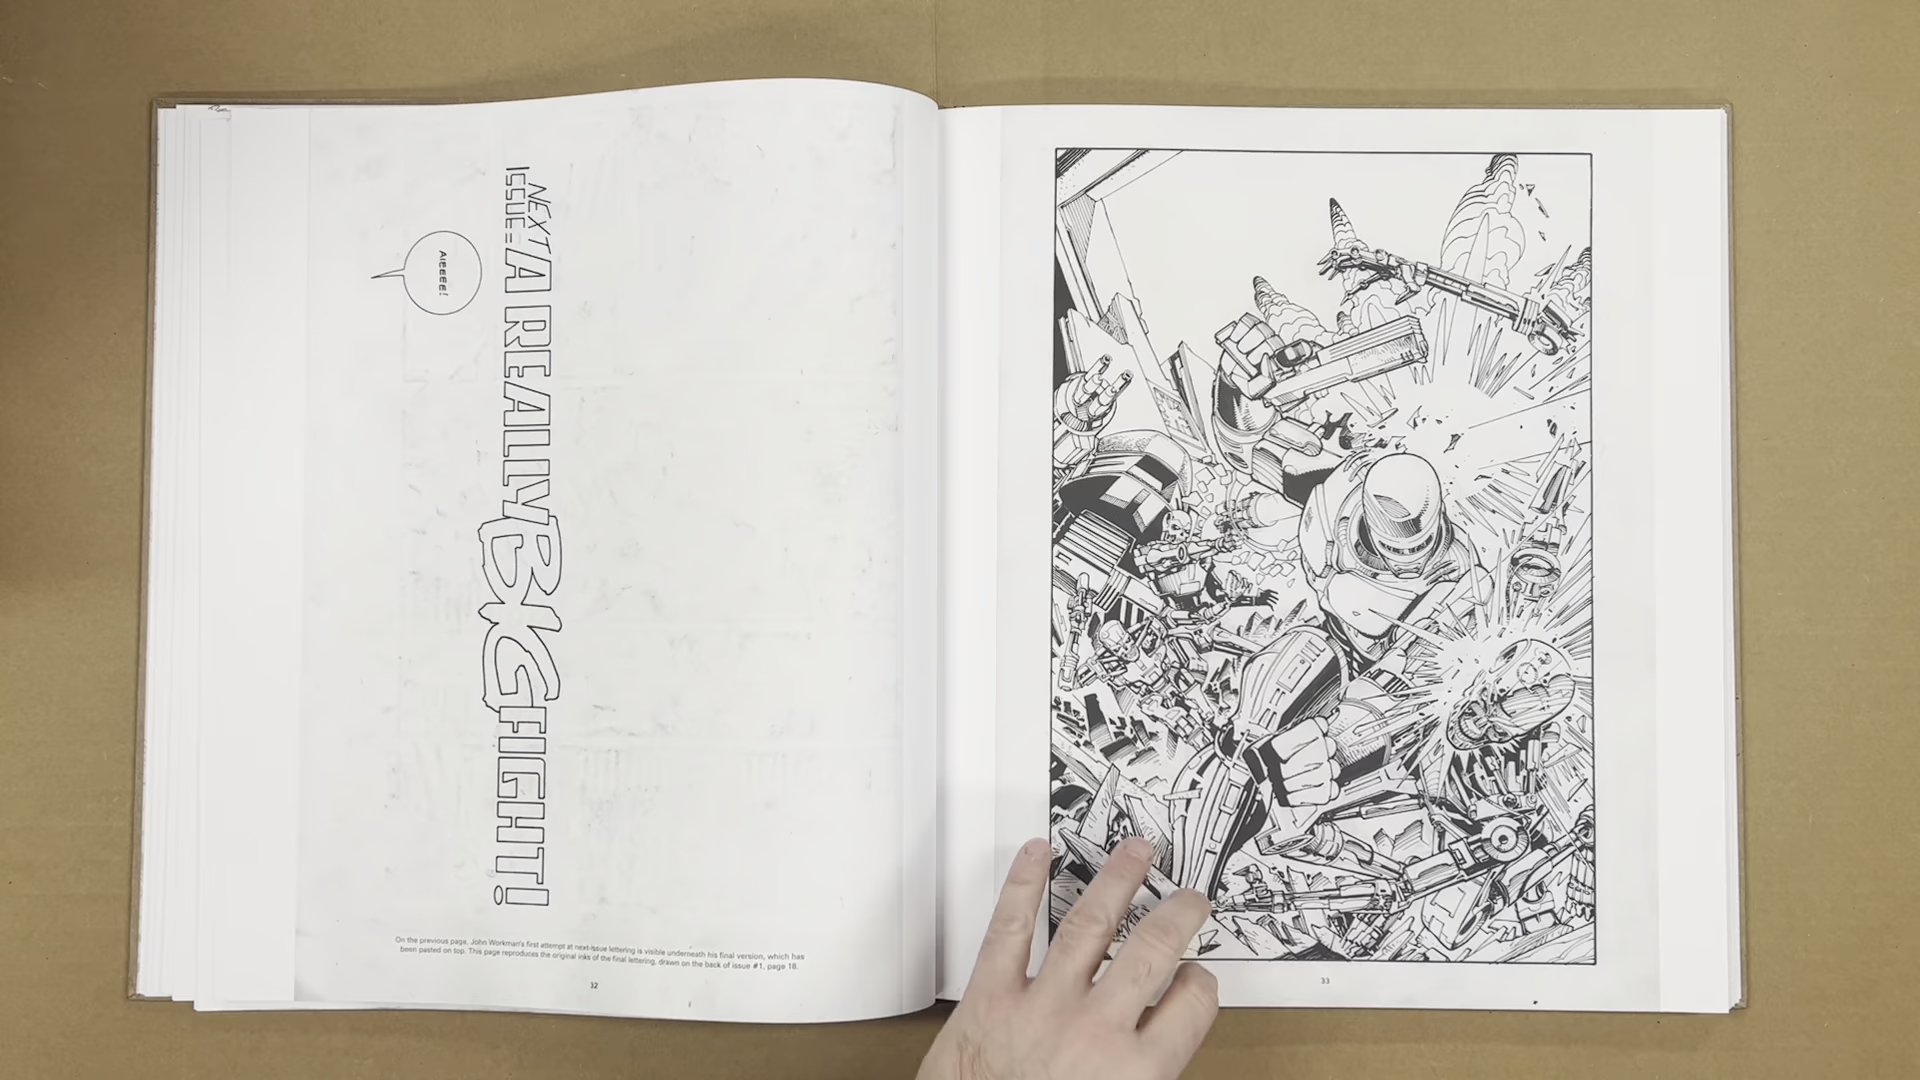 NEXT
ISSUE: A REALLY BIG FIGHT!
AIEEEE!
On the previous page, John Workman's first attempt at next-issue lettering is visible underneath his final version, which has
been pasted on top. This page reproduces the original inks of the final lettering, drawn on the back of issue #1, page 18.
32
33